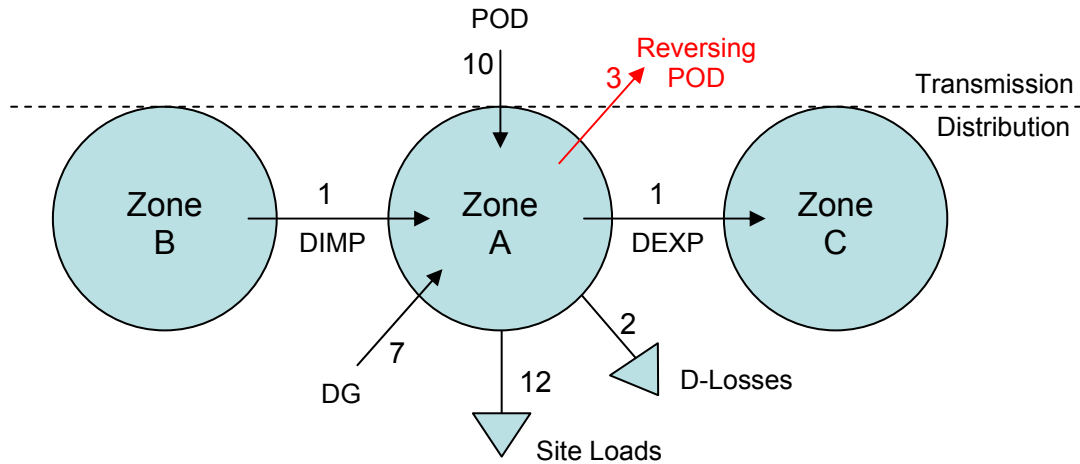 POD
10
Reversing
POD
3
Transmission
Distribution
Zone
B
1
DIMP
Zone
A
1
DEXP
Zone
C
7
DG
12
Site Loads
2
D-Losses